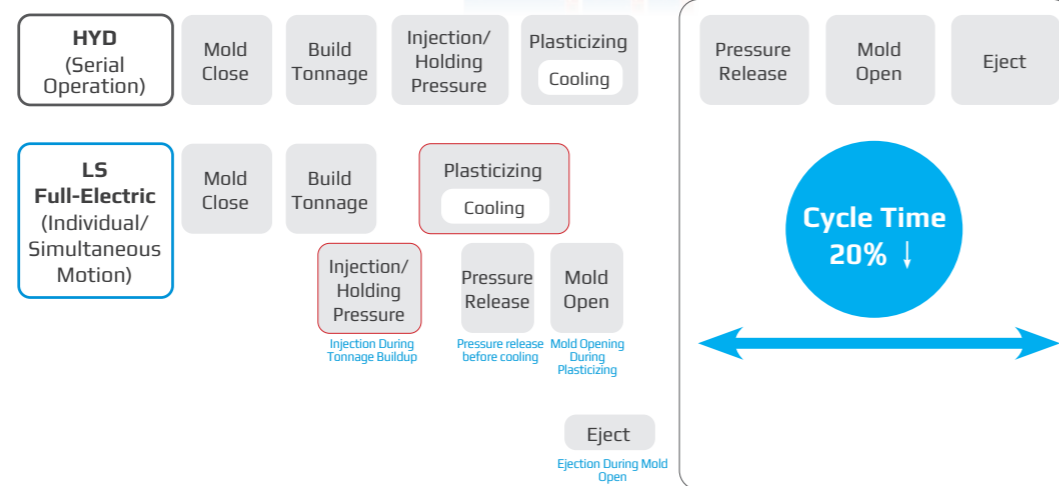 HYD
(Serial
Operation)
Mold
Close
Build
Tonnage
Injection/
Holding
Pressure
Plasticizing
Cooling
Pressure
Release
Mold
Open
Eject
LS
Full-Electric
(Individual/
Simultaneous
Motion)
Mold
Close
Build
Tonnage
Plasticizing
Cooling
Injection/
Holding
Pressure
Injection During
Tonnage Buildup
Pressure
Release
Pressure release
before cooling
Mold
Open
Mold Opening
During
Plasticizing
Eject
Ejection During Mold
Open
Cycle Time
20% ↓